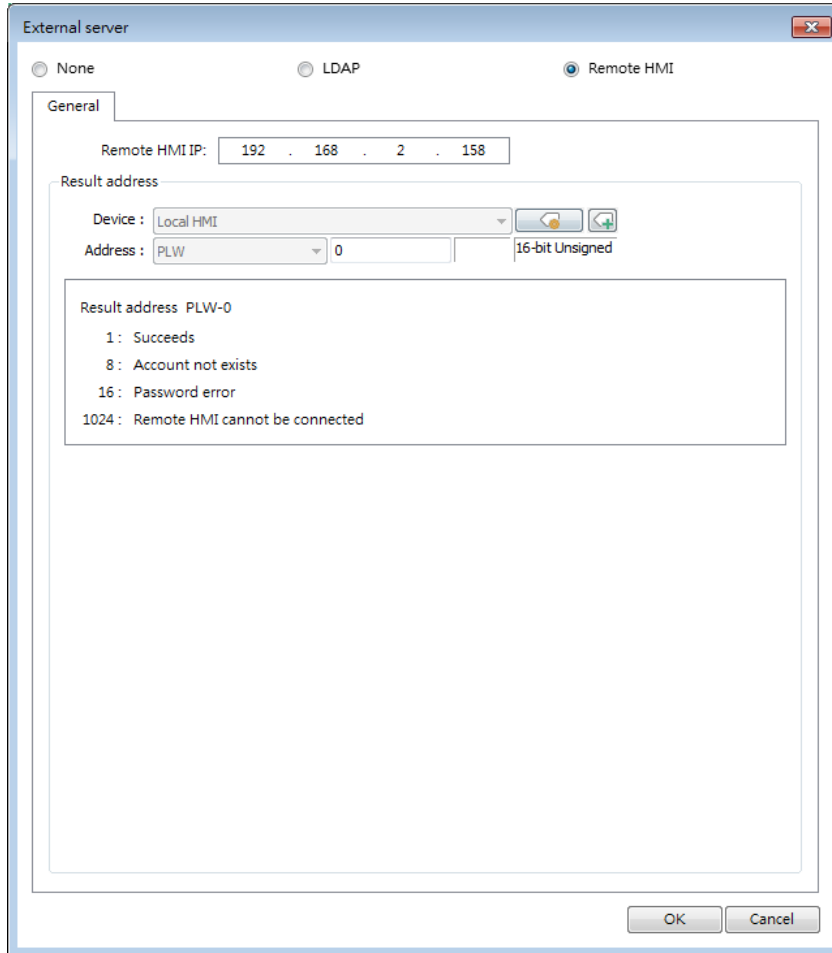 External server
None LDAP Remote HMI
General
Remote HMI IP: 192 . 168 . 2 . 158
Result address
Device : Local HMI
Address : PLW 0 16-bit Unsigned
Result address PLW-0
1 : Succeeds
8 : Account not exists
16 : Password error
1024 : Remote HMI cannot be connected
OK Cancel